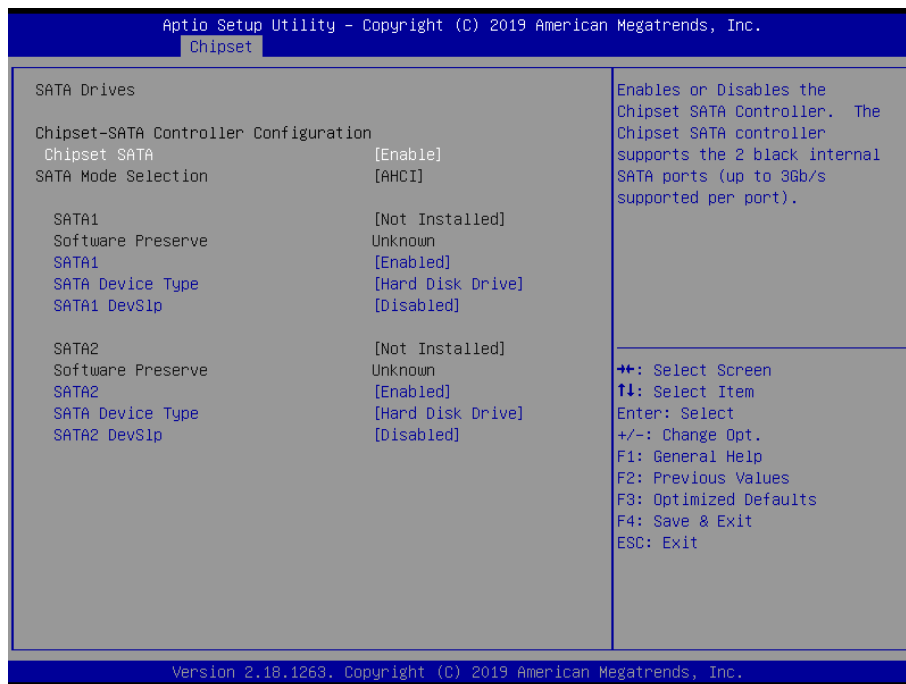 Aptio Setup Utility – Copyright (C) 2019 American Megatrends, Inc.
Chipset
SATA Drives
Chipset-SATA Controller Configuration
Chipset SATA [Enable]
SATA Mode Selection [AHCI]
SATA1 [Not Installed]
Software Preserve Unknown
SATA1 [Enabled]
SATA Device Type [Hard Disk Drive]
SATA1 DevSlp [Disabled]
SATA2 [Not Installed]
Software Preserve Unknown
SATA2 [Enabled]
SATA Device Type [Hard Disk Drive]
SATA2 DevSlp [Disabled]
Enables or Disables the
Chipset SATA Controller. The
Chipset SATA controller
supports the 2 black internal
SATA ports (up to 3Gb/s
supported per port).
→←: Select Screen
↑↓: Select Item
Enter: Select
+/-: Change Opt.
F1: General Help
F2: Previous Values
F3: Optimized Defaults
F4: Save & Exit
ESC: Exit
Version 2.18.1263. Copyright (C) 2019 American Megatrends, Inc.